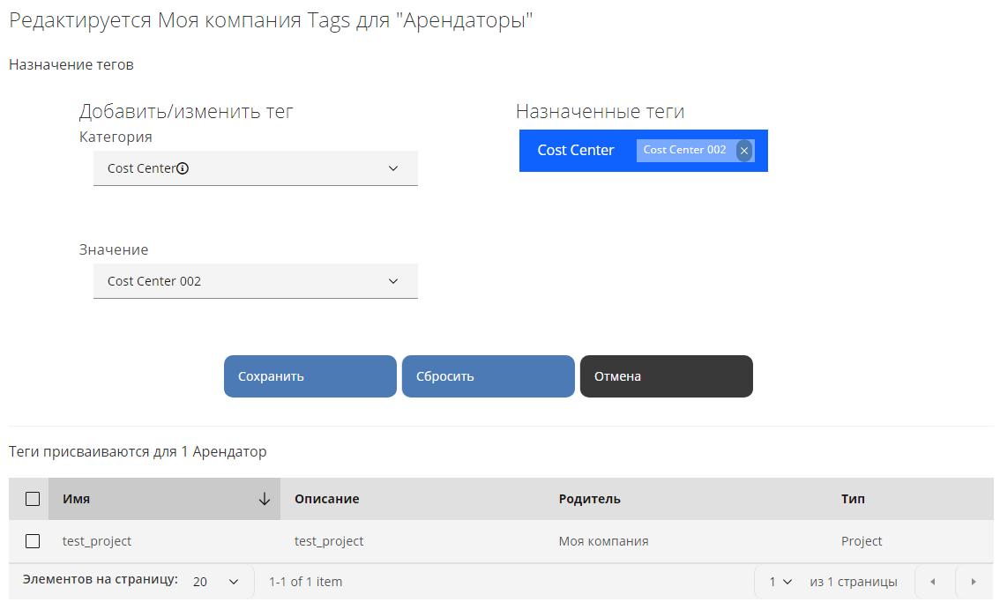 Редактируется Моя компания Tags для "Арендаторы"
Назначение тегов
Добавить/изменить тег
Категория
Cost Center
Значение
Cost Center 002
Назначенные теги
Cost Center Cost Center 002
Сохранить Сбросить Отмена
Теги присваиваются для 1 Арендатор
Имя Описание Родитель Тип
test_project test_project Моя компания Project
Элементов на страницу: 20 1-1 of 1 item 1 из 1 страницы